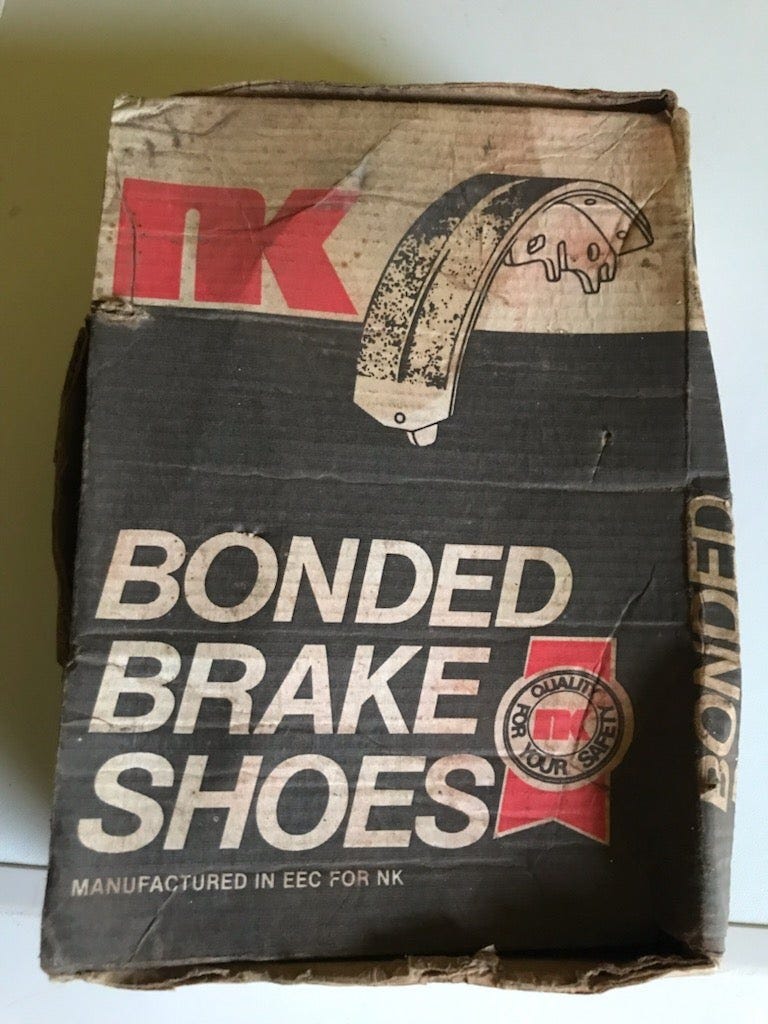 NK
BONDED
BRAKE
SHOES
QUALITY
NK
FOR YOUR SAFETY
MANUFACTURED IN EEC FOR NK
BONDED